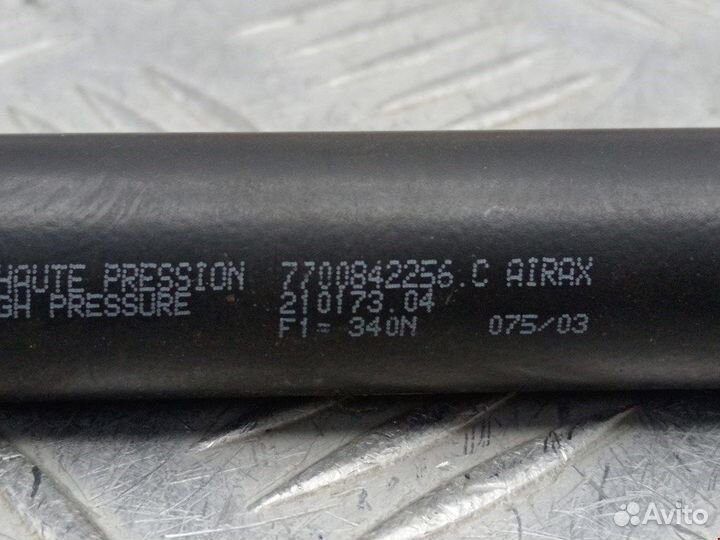 HAUTE PRESSION 7700842256.C AIRAX
GH PRESSURE 210173.04
F1= 340N 075/03
Avito